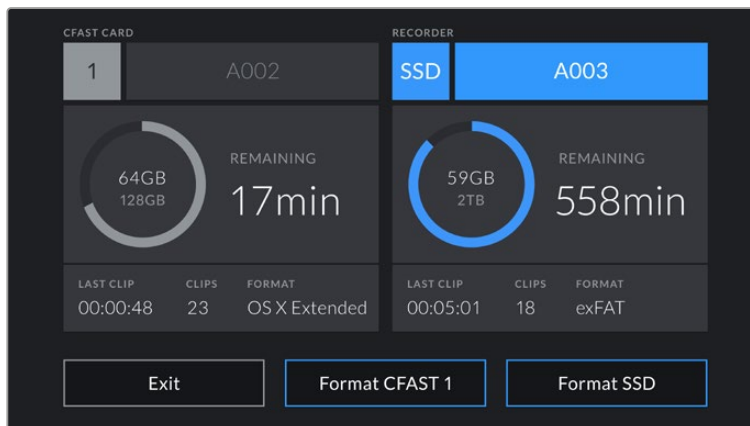 CFAST CARD
1
A002
64GB
128GB
REMAINING
17min
LAST CLIP
00:00:48
CLIPS
23
FORMAT
OS X Extended
RECORDER
SSD
A003
59GB
2TB
REMAINING
558min
LAST CLIP
00:05:01
CLIPS
18
FORMAT
exFAT
Exit
Format CFAST 1
Format SSD